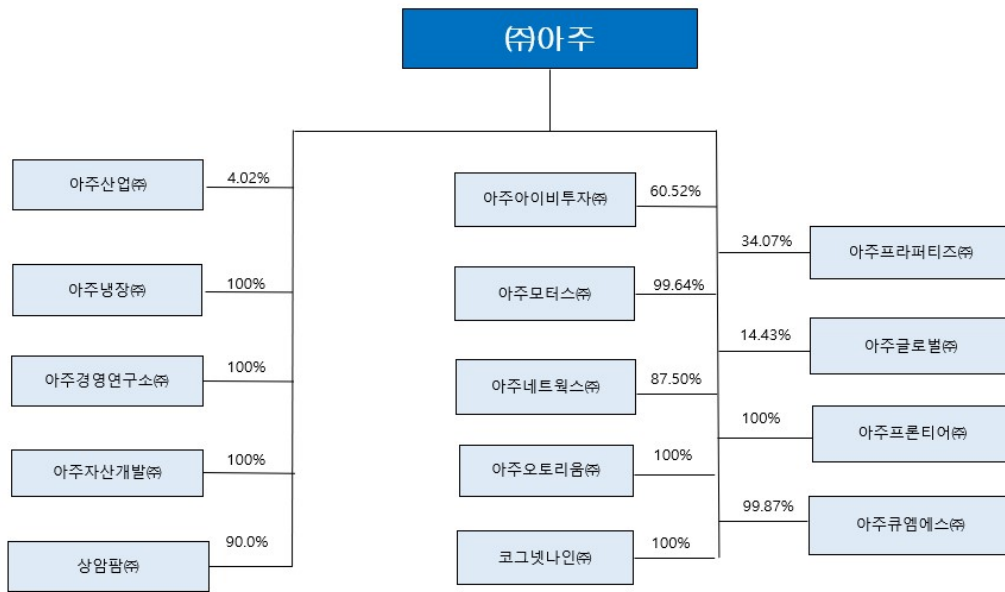 ㈜아주
아주산업㈜
4.02%
아주냉장㈜
100%
아주경영연구소㈜
100%
아주자산개발㈜
100%
상암팜㈜
90.0%
아주아이비투자㈜
60.52%
아주모터스㈜
99.64%
아주네트웍스㈜
87.50%
아주오토리움㈜
100%
코그넷나인㈜
100%
34.07%
아주프라퍼티즈㈜
14.43%
아주글로벌㈜
100%
아주프론티어㈜
99.87%
아주큐엠에스㈜